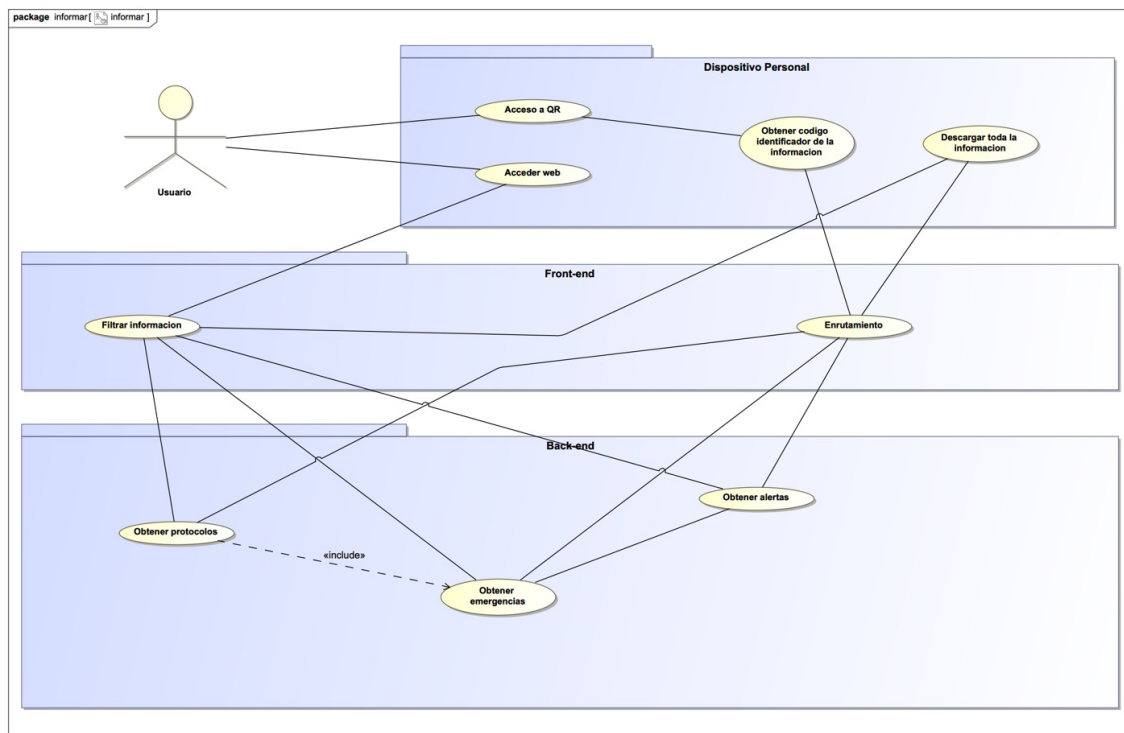 package informar [ informar ]
Dispositivo Personal
Acceso a QR
Obtener codigo
identificador de la
informacion
Descargar toda la
informacion
Usuario
Acceder web
Front-end
Filtrar informacion
Enrutamiento
Back-end
Obtener alertas
Obtener protocolos
«include»
Obtener
emergencias